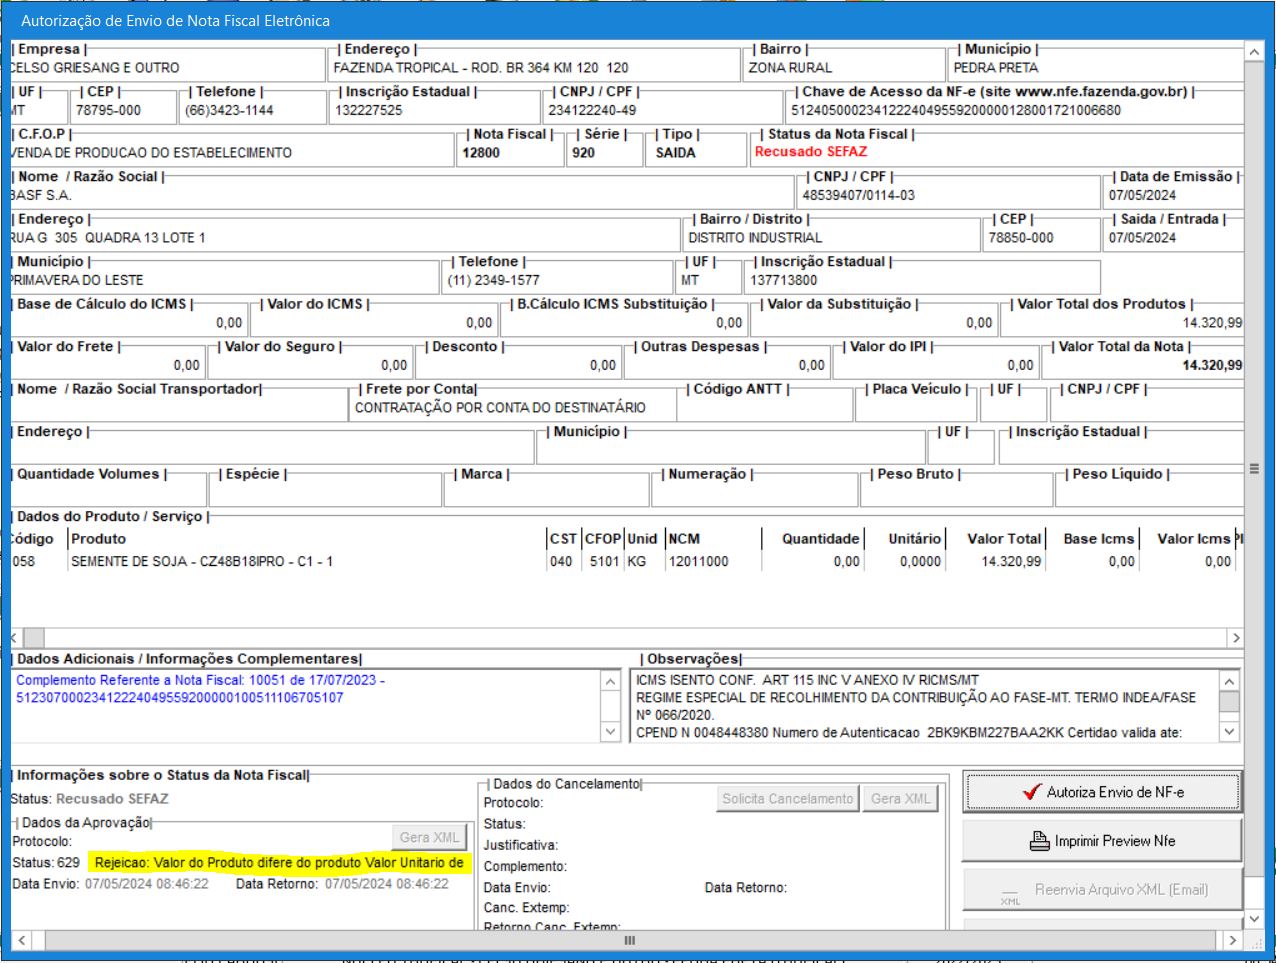 Autorização de Envio de Nota Fiscal Eletrônica
| Empresa | | Endereço | | Bairro | | Município |
CELSO GRIESANG E OUTRO FAZENDA TROPICAL - ROD. BR 364 KM 120 120 ZONA RURAL PEDRA PRETA
| UF | | CEP | | Telefone | | Inscrição Estadual | | CNPJ / CPF | | Chave de Acesso da NF-e (site www.nfe.fazenda.gov.br) |
MT 78795-000 (66)3423-1144 132227525 234122240-49 51240500023412224049559200000128001721006680
| C.F.O.P | Nota Fiscal | | Série | | Tipo | | Status da Nota Fiscal |
VENDA DE PRODUCAO DO ESTABELECIMENTO 12800 920 SAIDA Recusado SEFAZ
| Nome / Razão Social | | CNPJ / CPF | | Data de Emissão |
BASF S.A. 48539407/0114-03 07/05/2024
| Endereço | | Bairro / Distrito | | CEP | | Saida / Entrada |
RUA G 305 QUADRA 13 LOTE 1 DISTRITO INDUSTRIAL 78850-000 07/05/2024
| Município | | Telefone | | UF | | Inscrição Estadual |
PRIMAVERA DO LESTE (11) 2349-1577 MT 137713800
| Base de Cálculo do ICMS | | Valor do ICMS | | B.Cálculo ICMS Substituição | | Valor da Substituição | | Valor Total dos Produtos |
0,00 0,00 0,00 0,00 14.320,99
| Valor do Frete | | Valor do Seguro | | Desconto | | Outras Despesas | | Valor do IPI | | Valor Total da Nota |
0,00 0,00 0,00 0,00 0,00 14.320,99
| Nome / Razão Social Transportador| | Frete por Conta| | Código ANTT | | Placa Veículo | | UF | | CNPJ / CPF |
CONTRATAÇÃO POR CONTA DO DESTINATÁRIO
| Endereço | | Município | | UF | | Inscrição Estadual |
| Quantidade Volumes | | Espécie | | Marca | | Numeração | | Peso Bruto | | Peso Líquido |
| Dados do Produto / Serviço |
Código Produto CST CFOP Unid NCM Quantidade Unitário Valor Total Base Icms Valor Icms
058 SEMENTE DE SOJA - CZ48B18IPRO - C1 - 1 040 5101 KG 12011000 0,00 0,0000 14.320,99 0,00 0,00
| Dados Adicionais / Informações Complementares| | Observações|
Complemento Referente a Nota Fiscal: 10051 de 17/07/2023 -
51230700023412224049559200000100511106705107
ICMS ISENTO CONF. ART 115 INC V ANEXO IV RICMS/MT
REGIME ESPECIAL DE RECOLHIMENTO DA CONTRIBUIÇÃO AO FASE-MT. TERMO INDEA/FASE
Nº 066/2020.
CPEND N 0048448380 Numero de Autenticacao 2BK9KBM227BAA2KK Certidao valida ate:
| Informações sobre o Status da Nota Fiscal|
Status: Recusado SEFAZ
| Dados da Aprovação|
Gera XML
Protocolo:
Status: 629 Rejeicao: Valor do Produto difere do produto Valor Unitario de
Data Envio: 07/05/2024 08:46:22 Data Retorno: 07/05/2024 08:46:22
| Dados do Cancelamento|
Protocolo: Solicita Cancelamento Gera XML
Status:
Justificativa:
Complemento:
Data Envio: Data Retorno:
Canc. Extemp:
Retorno Canc. Extemp:
Autoriza Envio de NF-e
Imprimir Preview Nfe
XML Reenvia Arquivo XML (Email)